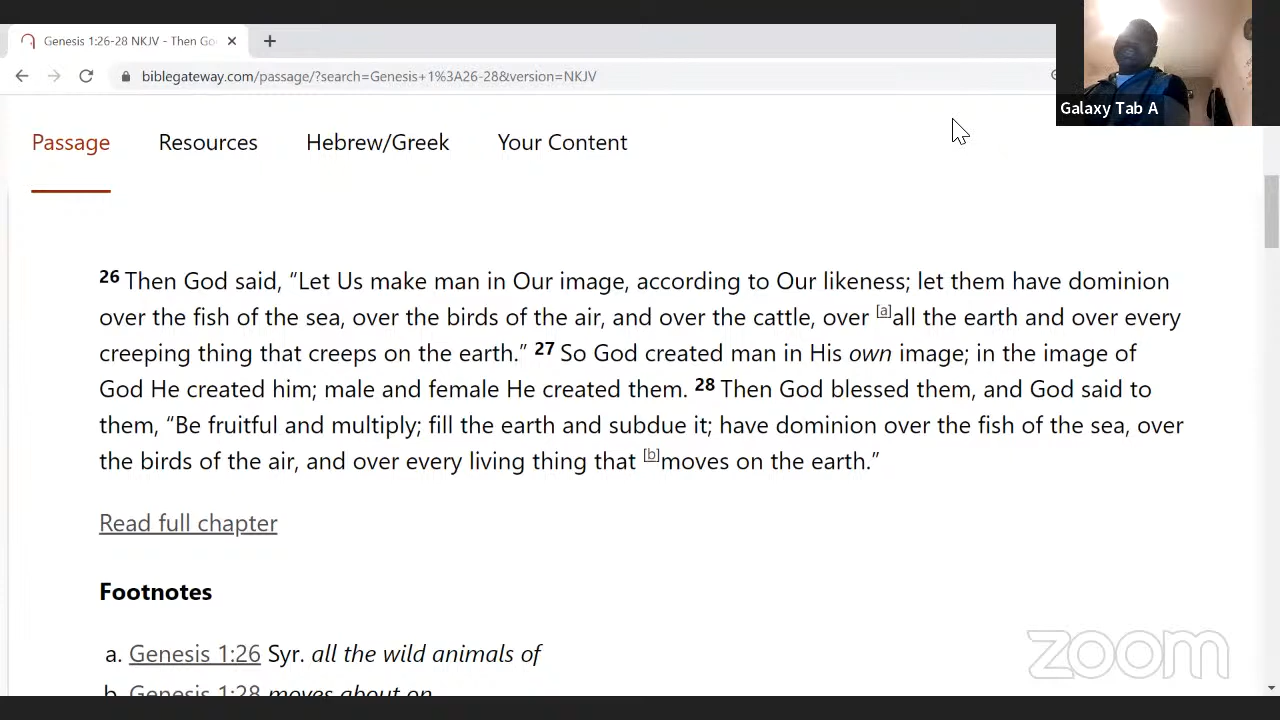 Genesis 1:26-28 NKJV - Then Go
biblegateway.com/passage/?search=Genesis+1%3A26-28&version=NKJV
Galaxy Tab A
Passage Resources Hebrew/Greek Your Content
26 Then God said, “Let Us make man in Our image, according to Our likeness; let them have dominion
over the fish of the sea, over the birds of the air, and over the cattle, over [a]all the earth and over every
creeping thing that creeps on the earth.” 27 So God created man in His own image; in the image of
God He created him; male and female He created them. 28 Then God blessed them, and God said to
them, “Be fruitful and multiply; fill the earth and subdue it; have dominion over the fish of the sea, over
the birds of the air, and over every living thing that [b]moves on the earth.”
Read full chapter
Footnotes
a. Genesis 1:26 Syr. all the wild animals of
b. Genesis 1:28 moves about on
zoom